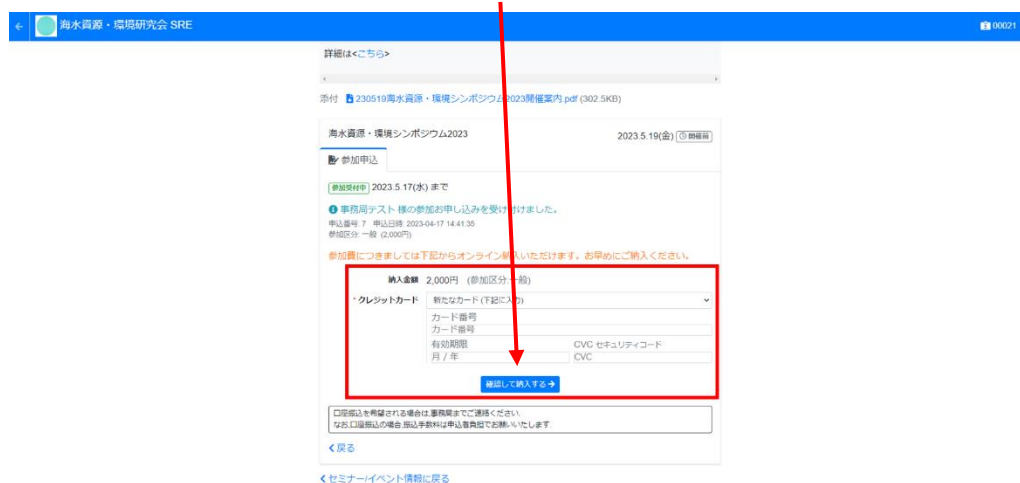 海水資源・環境研究会 SRE
00021
詳細は<こちら>
添付 230519海水資源・環境シンポジウム2023開催案内.pdf (302.5KB)
海水資源・環境シンポジウム2023
2023.5.19(金) 開催前
参加申込
参加受付中 2023.5.17(水) まで
事務局テスト 様の参加お申し込みを受け付けました。
申込番号: 7 申込日時: 2023-04-17 14:41:35
参加区分: 一般 (2,000円)
参加費につきましては下記からオンライン納入いただけます。お早めにご納入ください。
納入金額 2,000円 (参加区分:一般)
*クレジットカード 新たなカード (下記に入力)
カード番号
カード番号
有効期限 CVC セキュリティコード
月 / 年 CVC
確認して納入する
口座振込を希望される場合は,事務局までご連絡ください.
なお,口座振込の場合,振込手数料は申込者負担でお願いいたします.
戻る
セミナー/イベント情報に戻る